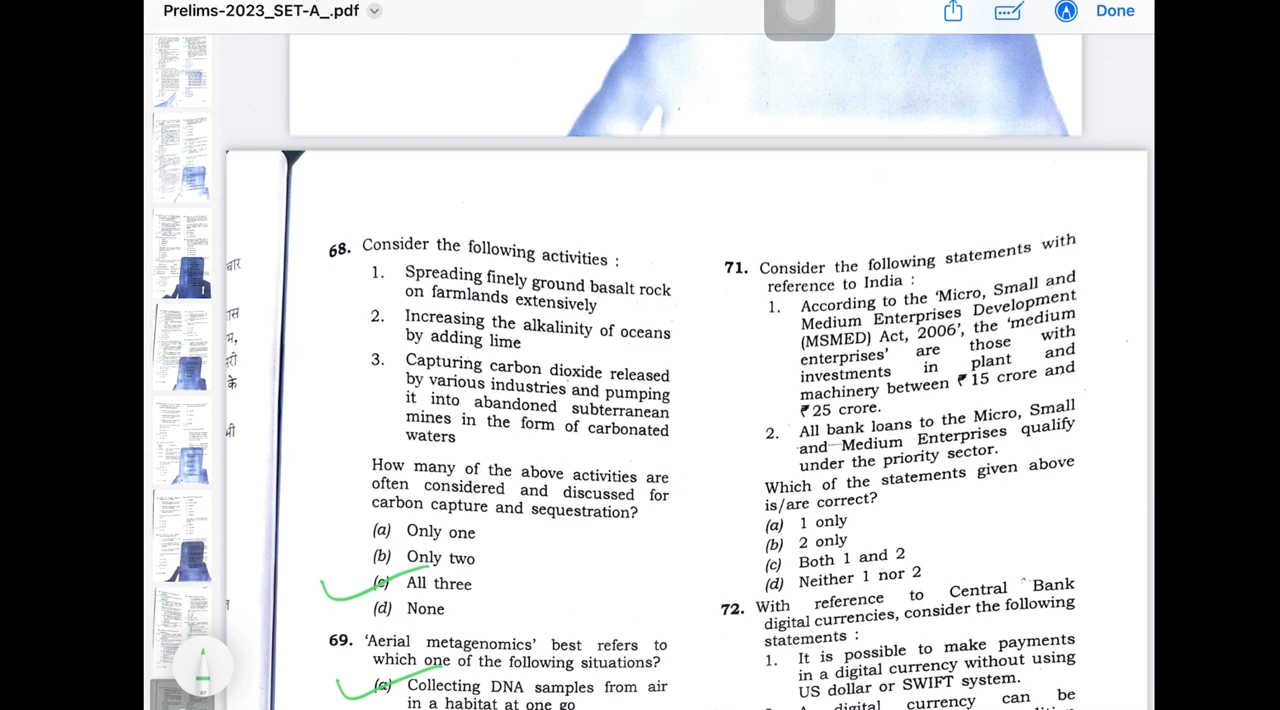 Prelims-2023_SET-A_.pdf
Done
Consider the following activities :
1. Spreading finely ground basalt rock
on farmlands extensively
2. Increasing the alkalinity of oceans
by adding lime
3. Capturing carbon dioxide released
by various industries and pumping
it into abandoned subterranean
mines in the form of carbonated
waters
How many of the above activities are
often considered and discussed for
carbon capture and sequestration?
(a) Only one
(b) Only two
(c) All three
(d) None
Aerial metagenomics best refers to
which one of the following situations?
(a) Collecting DNA samples from air
in a habitat at one go
71. Consider the following statements with
reference to India :
1. According to the 'Micro, Small and
Medium Enterprises Development
(MSMED) Act, 2006', the 'medium
enterprises' are those with
investments in plant and
machinery between ₹ 15 crore and
₹ 25 crore.
2. All bank loans to the Micro, Small
and Medium Enterprises qualify
under the priority sector.
Which of the statements given above
is/are correct?
(a) 1 only
(b) 2 only
(c) Both 1 and 2
(d) Neither 1 nor 2
72. With reference to Central Bank
digital currencies, consider the following
statements :
1. It is possible to make payments
in a digital currency without using
US dollar or SWIFT system.
digital currency can be